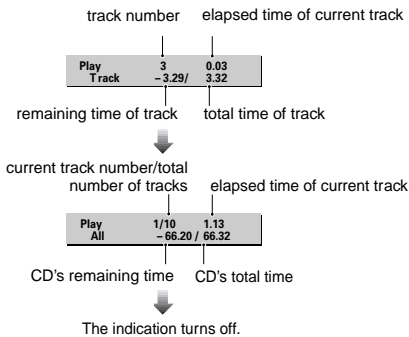 track number elapsed time of current track
Play 3 0.03
Track – 3.29/ 3.32
remaining time of track total time of track
current track number/total
number of tracks elapsed time of current track
Play 1/10 1.13
All – 66.20 / 66.32
CD's remaining time CD's total time
The indication turns off.